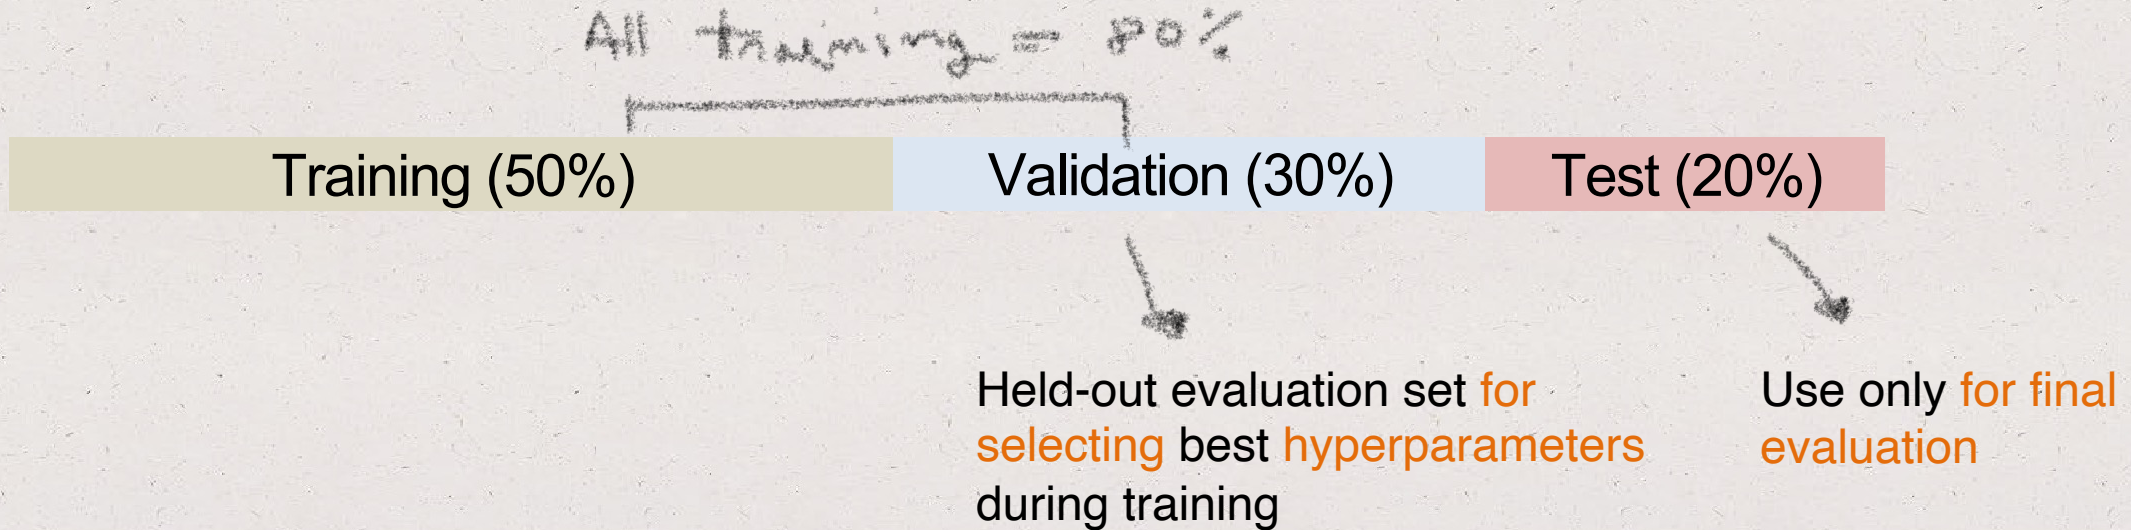 All training = 80%
Training (50%) Validation (30%) Test (20%)
Held-out evaluation set for
selecting best hyperparameters
during training
Use only for final
evaluation